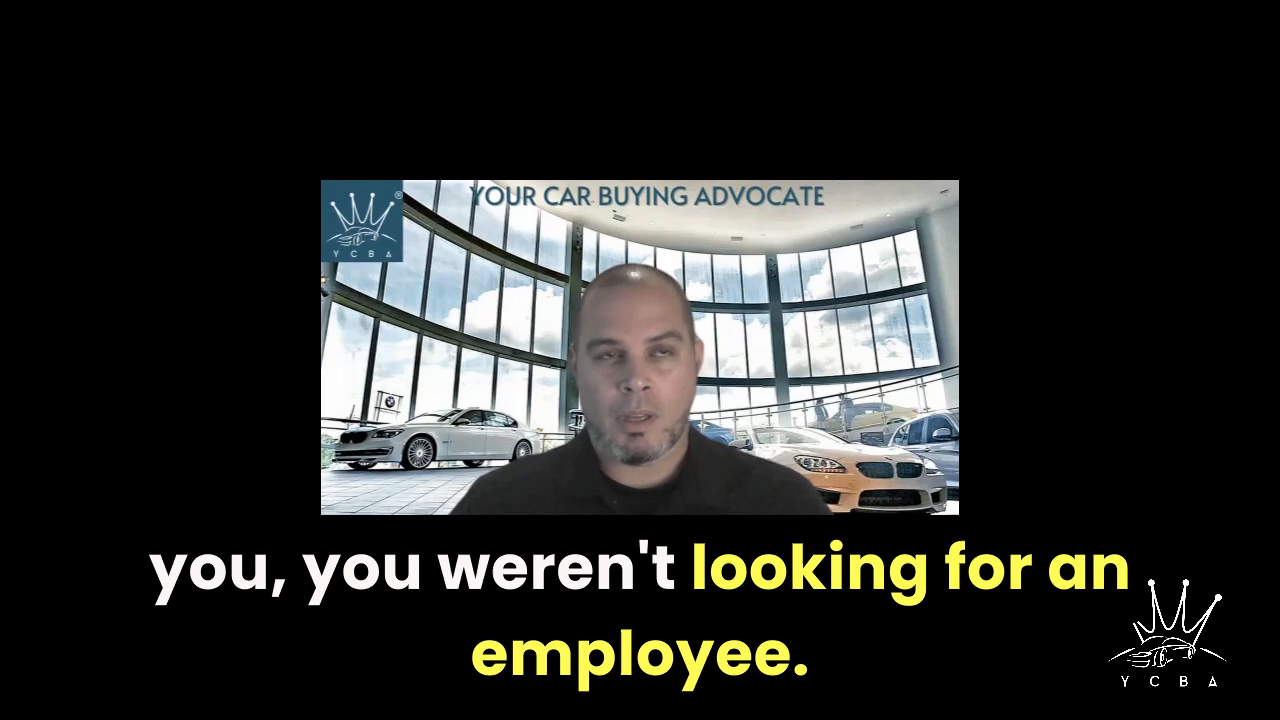 YOUR CAR BUYING ADVOCATE
®
Y C B A
you, you weren't looking for an
employee.
Y C B A